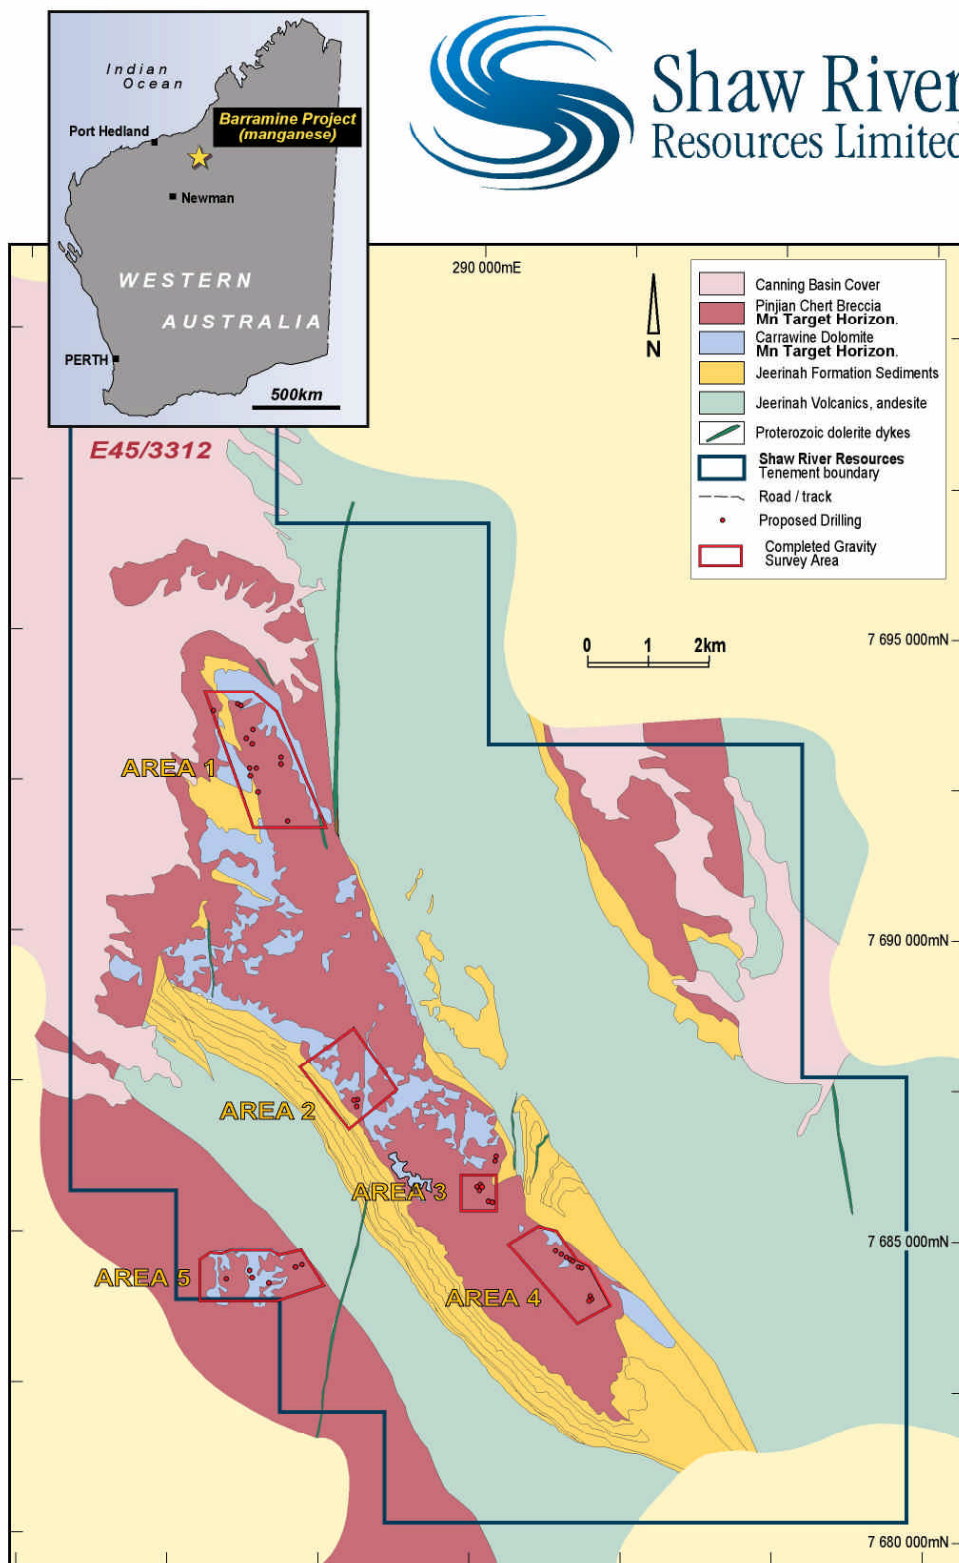 Indian
Ocean
Port Hedland
Barramine Project
(manganese)
Newman
WESTERN
AUSTRALIA
PERTH
500km
Shaw River
Resources Limited
290 000mE
N
Canning Basin Cover
Pinjian Chert Breccia
Mn Target Horizon.
Carrawine Dolomite
Mn Target Horizon.
Jeerinah Formation Sediments
Jeerinah Volcanics, andesite
Proterozoic dolerite dykes
Shaw River Resources
Tenement boundary
Road / track
Proposed Drilling
Completed Gravity
Survey Area
E45/3312
0 1 2km
7 695 000mN
AREA 1
7 690 000mN
AREA 2
AREA 3
7 685 000mN
AREA 5
AREA 4
7 680 000mN